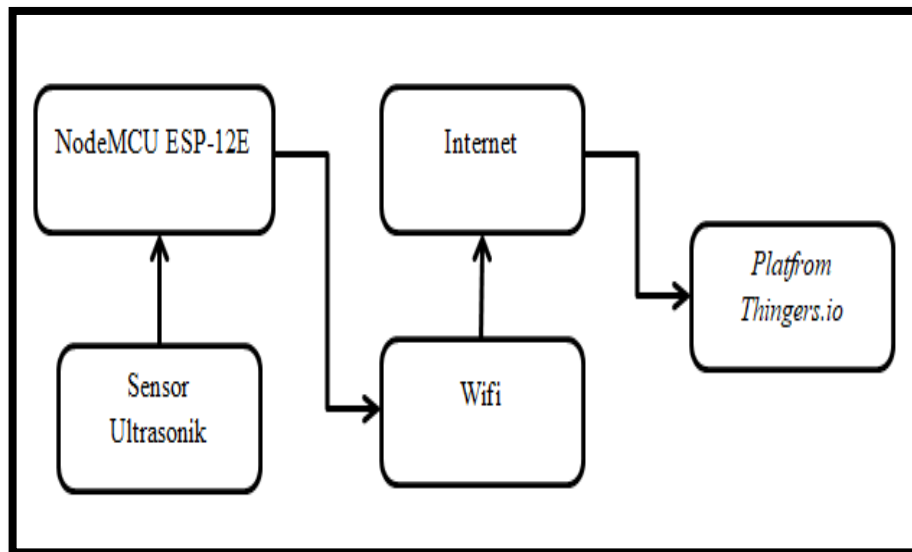 NodeMCU ESP-12E
Internet
Platfrom
Thingers.io
Sensor
Ultrasonik
Wifi